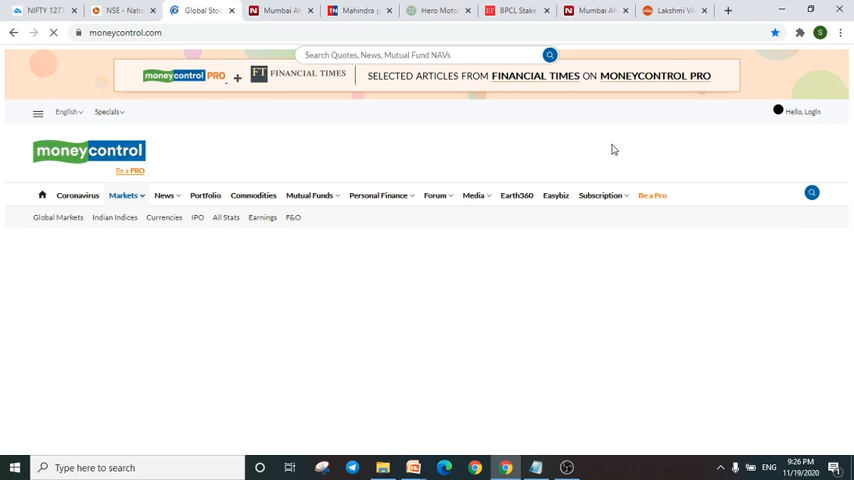 NIFTY 1277
NSE - Natio
Global Stoc
Mumbai Ah
Mahindra p
Hero Motor
BPCL Stake
Mumbai Ah
Lakshmi Vi
moneycontrol.com
Search Quotes, News, Mutual Fund NAVs
moneycontrol PRO + FT FINANCIAL TIMES SELECTED ARTICLES FROM FINANCIAL TIMES ON MONEYCONTROL PRO
English Specials Hello, Login
moneycontrol
Be a PRO
Coronavirus Markets News Portfolio Commodities Mutual Funds Personal Finance Forum Media Earth360 Easybiz Subscription Be a Pro
Global Markets Indian Indices Currencies IPO All Stats Earnings F&O
Type here to search
ENG
9:26 PM
11/19/2020